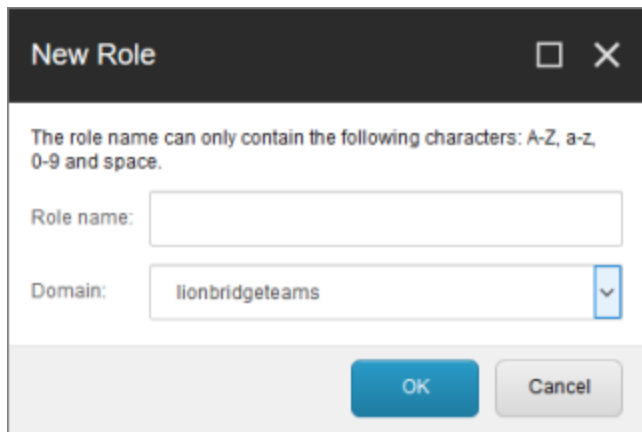 New Role
The role name can only contain the following characters: A-Z, a-z,
0-9 and space.
Role name:
Domain: lionbridgeteams
OK Cancel